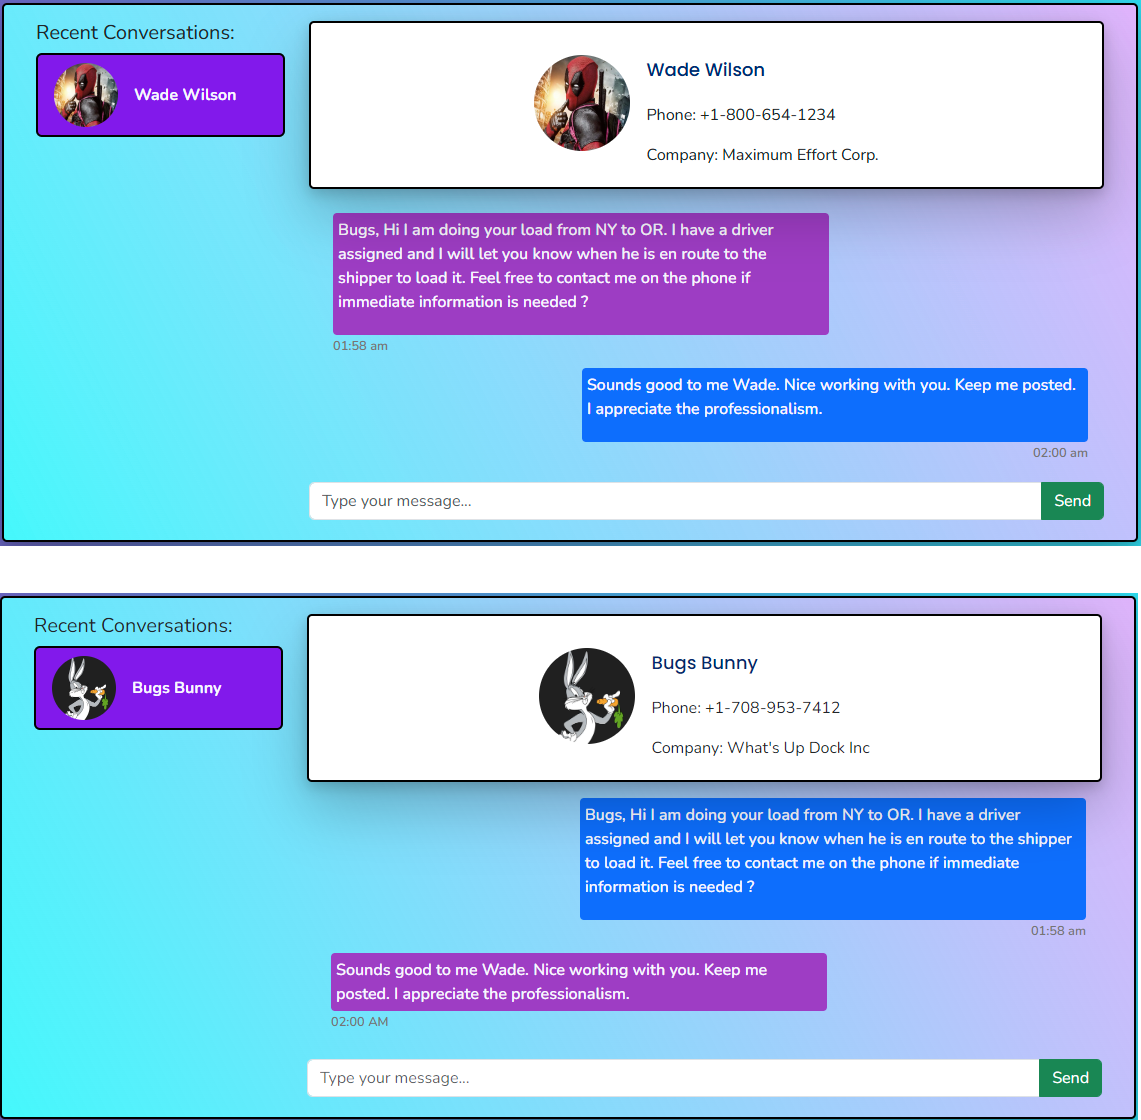 Recent Conversations:
Wade Wilson
Wade Wilson
Phone: +1-800-654-1234
Company: Maximum Effort Corp.
Bugs, Hi I am doing your load from NY to OR. I have a driver
assigned and I will let you know when he is en route to the
shipper to load it. Feel free to contact me on the phone if
immediate information is needed ?
01:58 am
Sounds good to me Wade. Nice working with you. Keep me posted.
I appreciate the professionalism.
02:00 am
Type your message...
Send
Recent Conversations:
Bugs Bunny
Bugs Bunny
Phone: +1-708-953-7412
Company: What's Up Dock Inc
Bugs, Hi I am doing your load from NY to OR. I have a driver
assigned and I will let you know when he is en route to the shipper
to load it. Feel free to contact me on the phone if immediate
information is needed ?
01:58 am
Sounds good to me Wade. Nice working with you. Keep me
posted. I appreciate the professionalism.
02:00 AM
Type your message...
Send